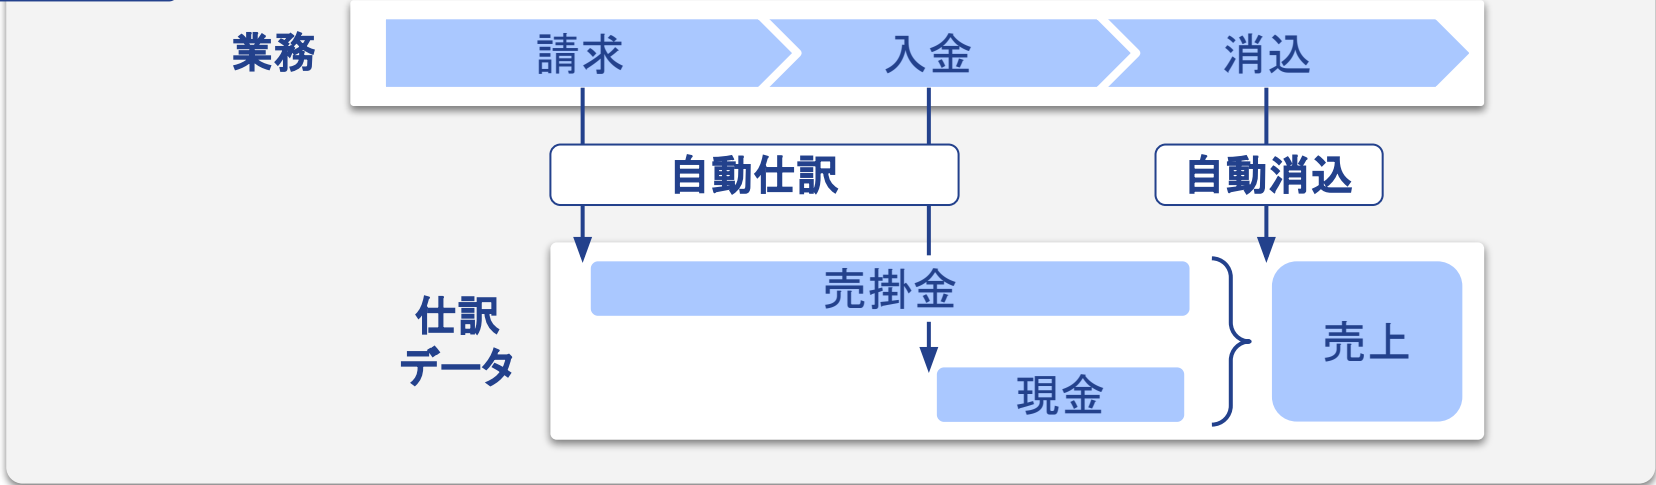 業務
請求
入金
消込
自動仕訳
自動消込
仕訳
データ
売掛金
現金
売上